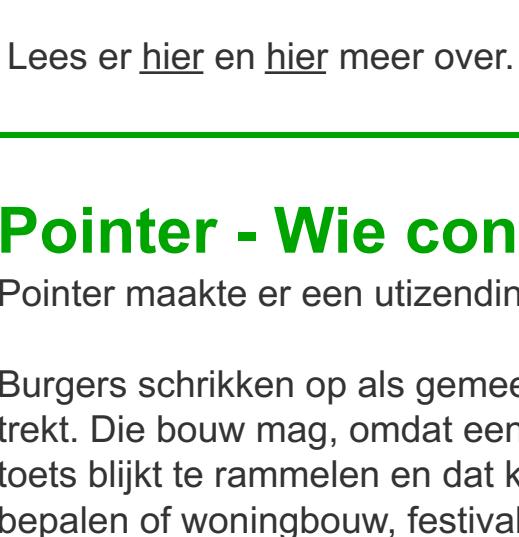 Lees er hier en hier meer over.
Pointer - Wie con
Pointer maakte er een utizendin
Burgers schrikken op als gemee
trekt. Die bouw mag, omdat een
toets blijkt te rammelen en dat k
bepalen of woningbouw, festival